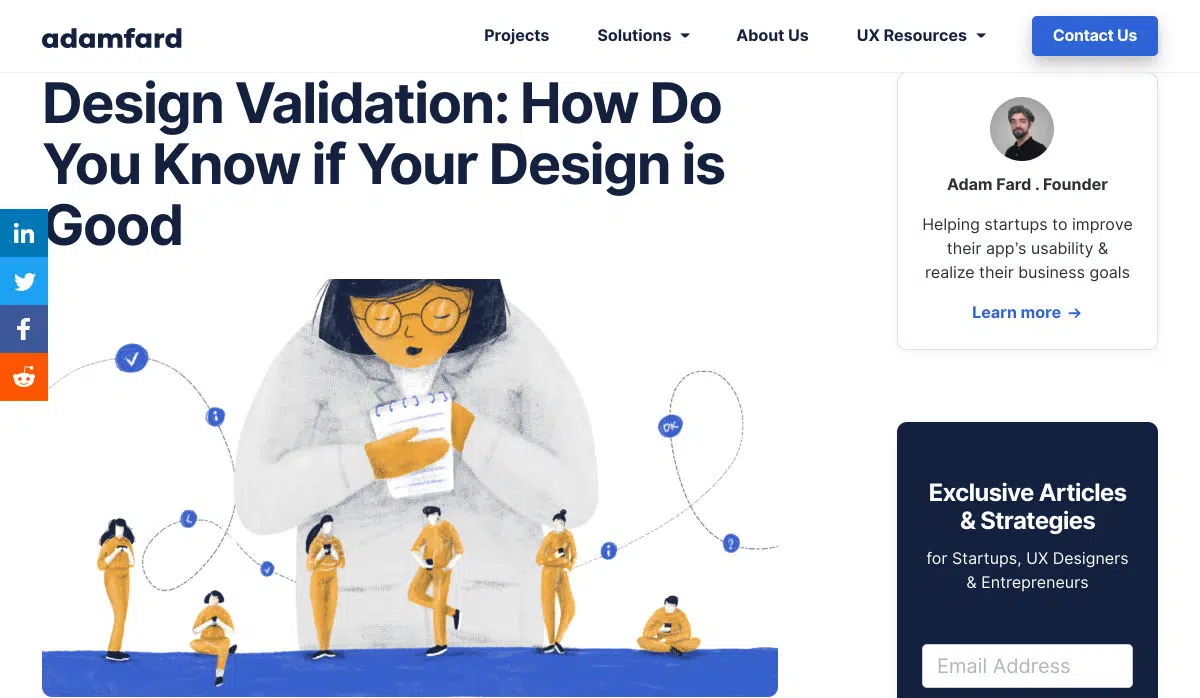 adamfard
Projects
Solutions
About Us
UX Resources
Contact Us
Design Validation: How Do
You Know if Your Design is
Good
in
OK
?
Adam Fard . Founder
Helping startups to improve
their app's usability &
realize their business goals
Learn more →
Exclusive Articles
& Strategies
for Startups, UX Designers
& Entrepreneurs
Email Address